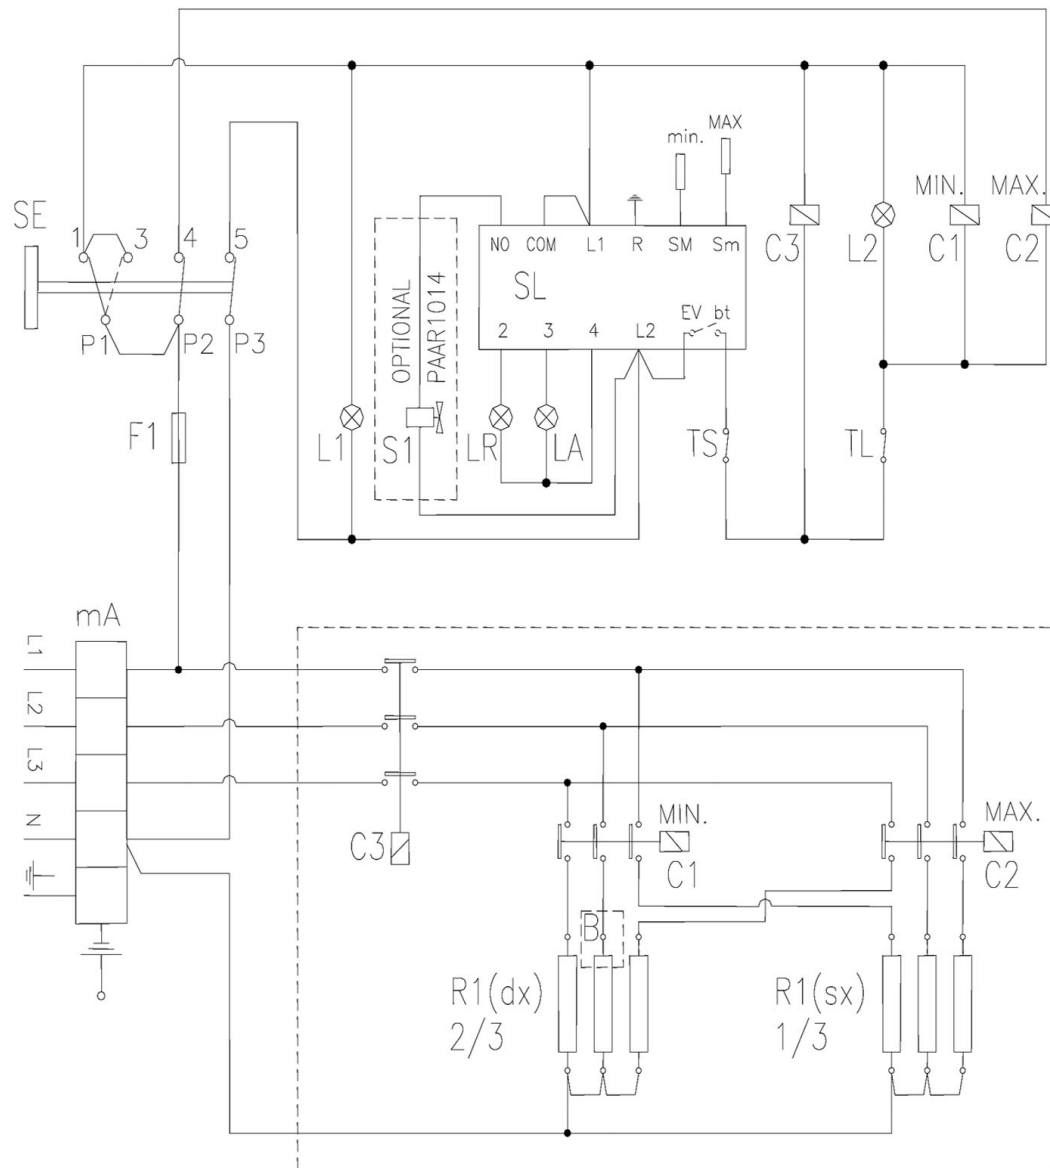 min.
MAX
SE
1
3
4
5
MIN.
MAX.
NO
COM
L1
R
SM
Sm
C3
L2
C1
C2
SL
EV
bt
2
3
4
L2
P1
P2
P3
OPTIONAL
PAAR1014
F1
L1
S1
LR
LA
TS
TL
mA
L1
L2
L3
N
MIN.
MAX.
C3
C1
C2
B
R1(dx)
2/3
R1(sx)
1/3